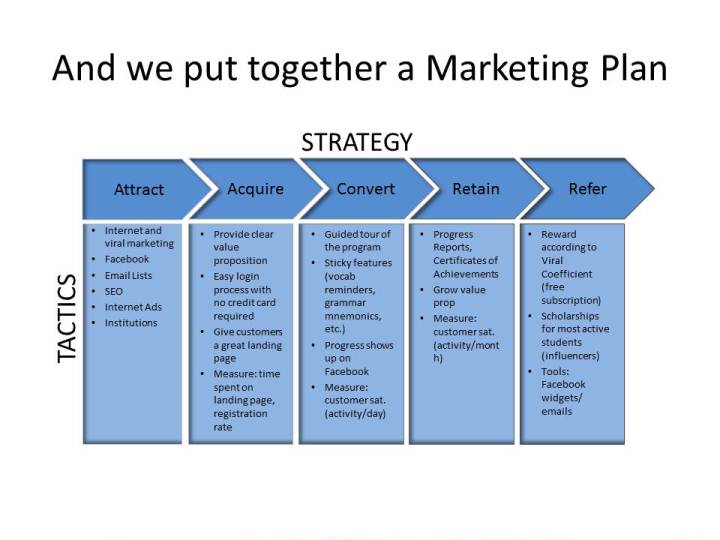 And we put together a Marketing Plan
STRATEGY
Attract
Acquire
Convert
Retain
Refer
TACTICS
• Internet and
viral marketing
• Facebook
• Email Lists
• SEO
• Internet Ads
• Institutions
• Provide clear
value
proposition
• Easy login
process with
no credit card
required
• Give customers
a great landing
page
• Measure: time
spent on
landing page,
registration
rate
• Guided tour of
the program
• Sticky features
(vocab
reminders,
grammar
mnemonics,
etc.)
• Progress shows
up on
Facebook
• Measure:
customer sat.
(activity/day)
• Progress
Reports,
Certificates of
Achievements
• Grow value
prop
• Measure:
customer sat.
(activity/mont
h)
• Reward
according to
Viral
Coefficient
(free
subscription)
• Scholarships
for most active
students
(influencers)
• Tools:
Facebook
widgets/
emails